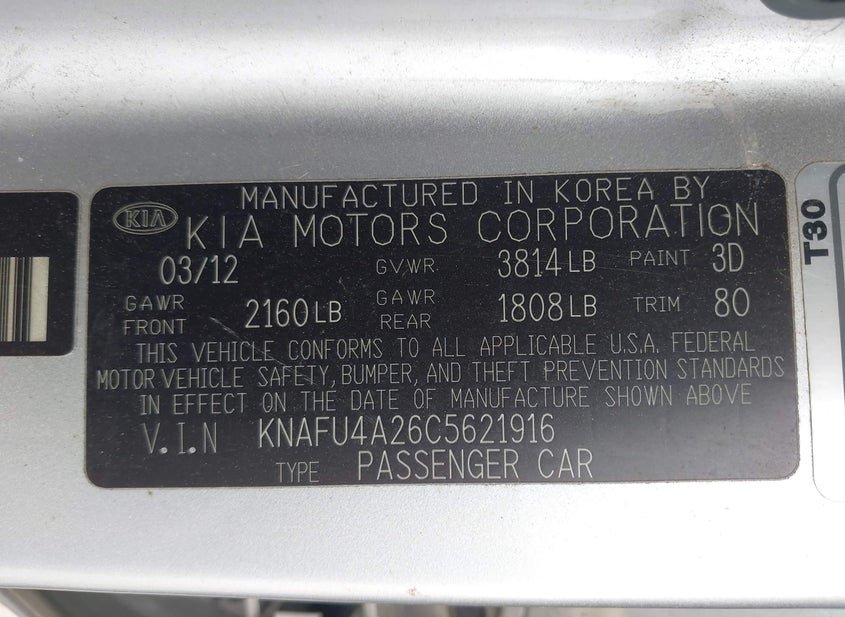 MANUFACTURED IN KOREA BY
KIA KIA MOTORS CORPORATION
03/12 GVWR 3814 LB PAINT 3D
GAWR FRONT 2160 LB GAWR REAR 1808 LB TRIM 80
THIS VEHICLE CONFORMS TO ALL APPLICABLE U.S.A. FEDERAL
MOTOR VEHICLE SAFETY, BUMPER, AND THEFT PREVENTION STANDARDS
IN EFFECT ON THE DATE OF MANUFACTURE SHOWN ABOVE
V.I.N KNAFU4A26C5621916
TYPE PASSENGER CAR
T30